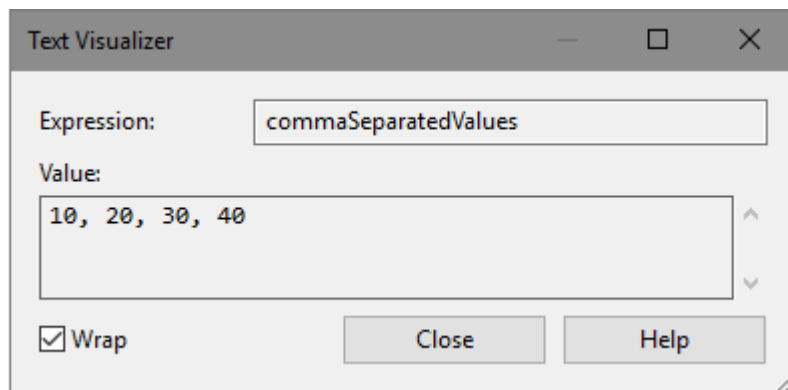 Text Visualizer
Expression: commaSeparatedValues
Value:
10, 20, 30, 40
Wrap Close Help